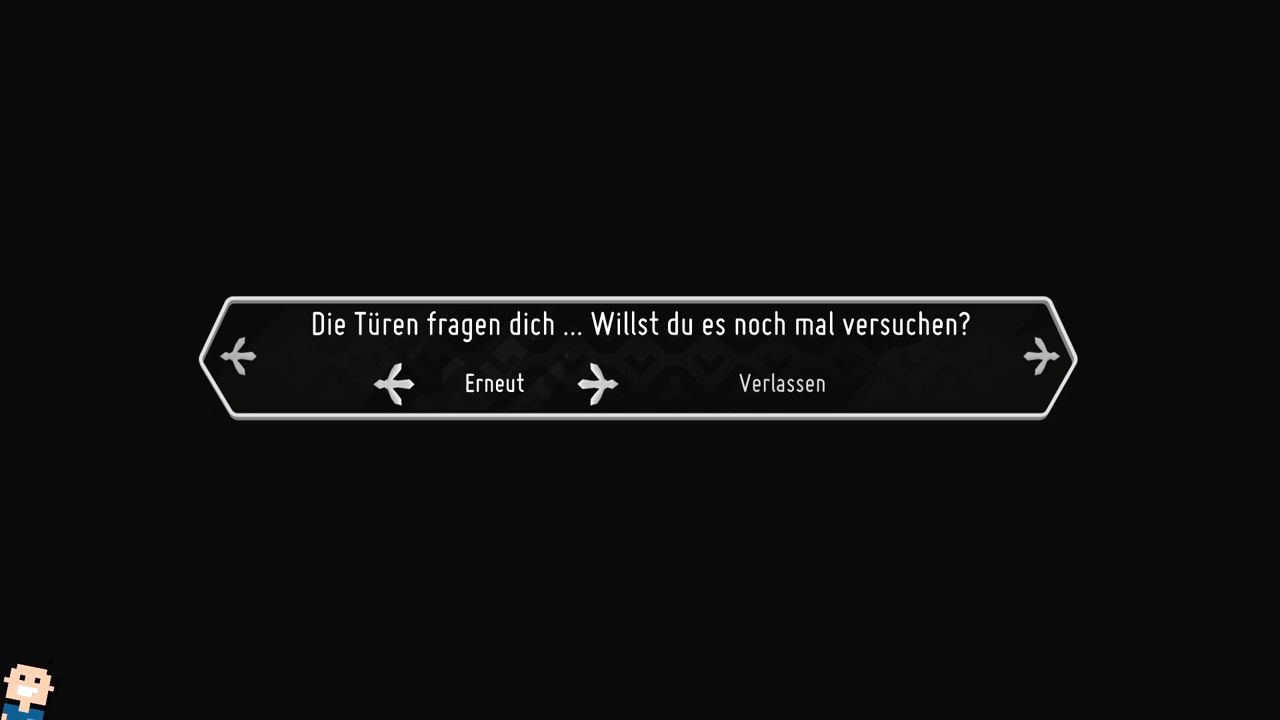 Die Türen fragen dich ... Willst du es noch mal versuchen?
Erneut Verlassen